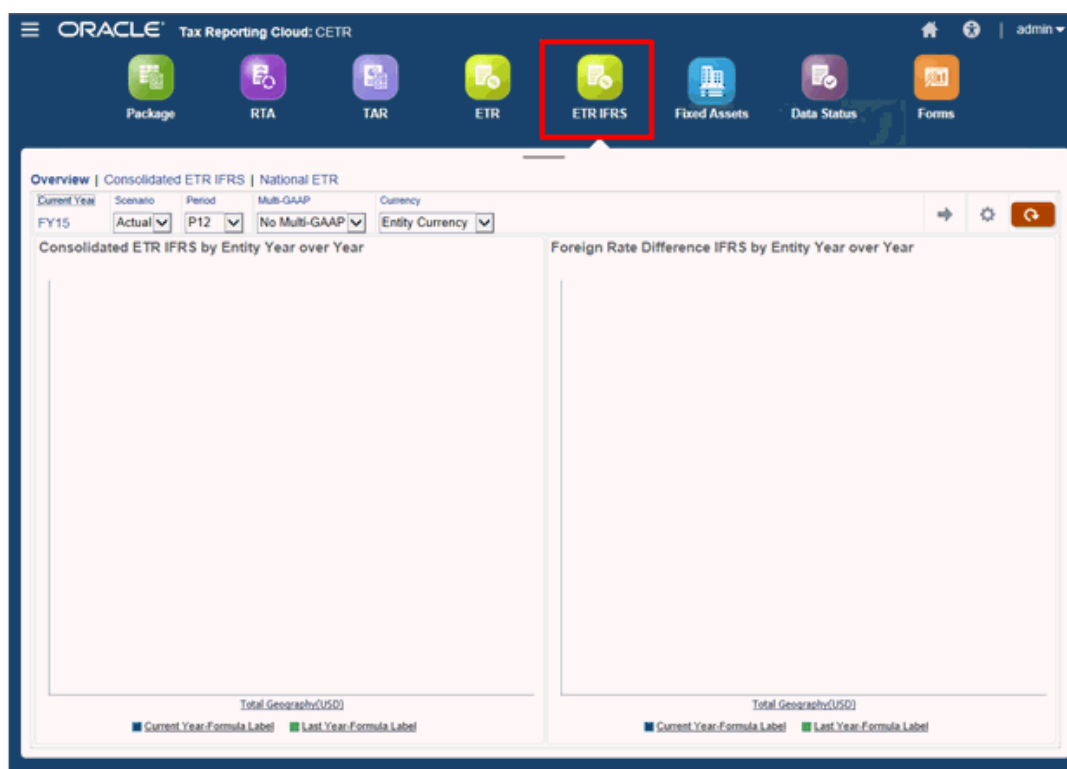 ORACLE® Tax Reporting Cloud: CETR admin
Package RTA TAR ETR ETR IFRS Fixed Assets Data Status Forms
Overview | Consolidated ETR IFRS | National ETR
Current Year Scenario Period Multi-GAAP Currency
FY15 Actual P12 No Multi-GAAP Entity Currency
Consolidated ETR IFRS by Entity Year over Year
Total Geography(USD)
Current Year-Formula Label Last Year-Formula Label
Foreign Rate Difference IFRS by Entity Year over Year
Total Geography(USD)
Current Year-Formula Label Last Year-Formula Label